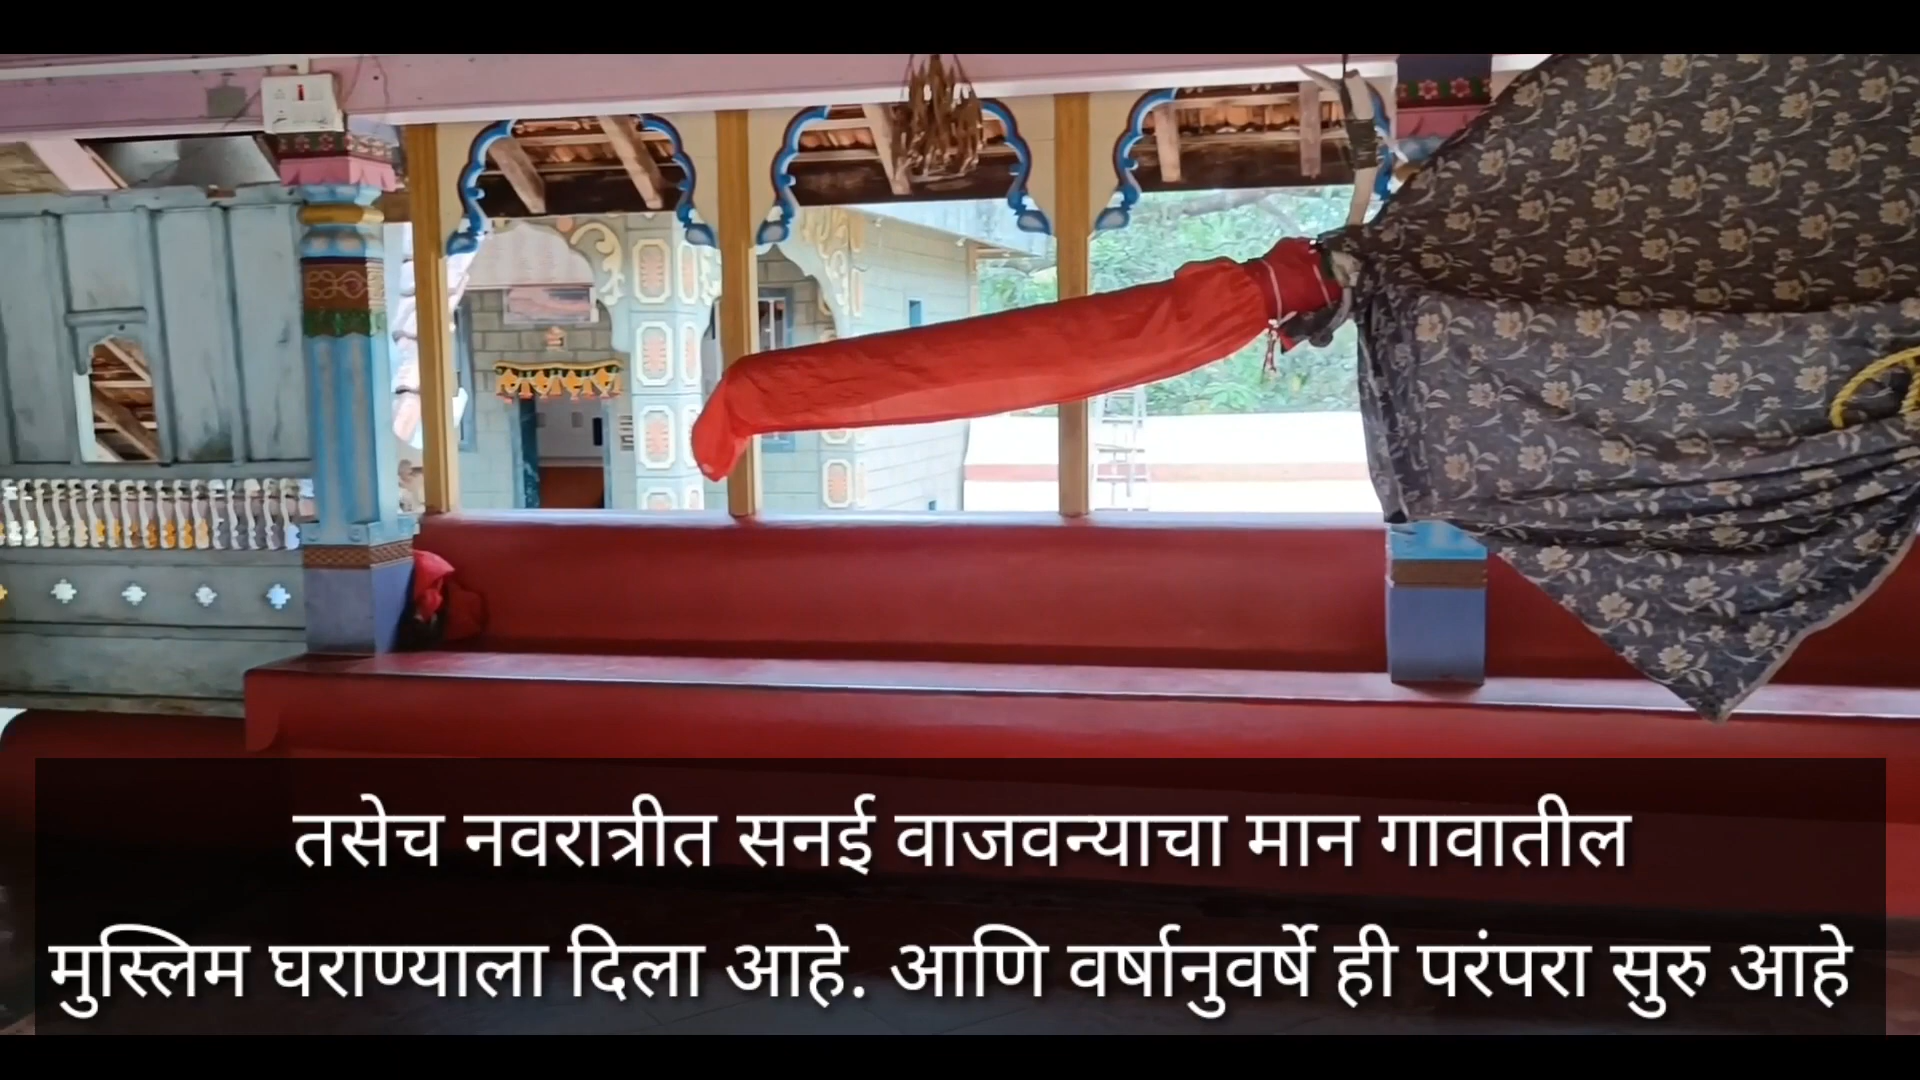 तसेच नवरात्रीत सनई वाजवन्याचा मान गावातील
मुस्लिम घराण्याला दिला आहे. आणि वर्षानुवर्षे ही परंपरा सुरु आहे